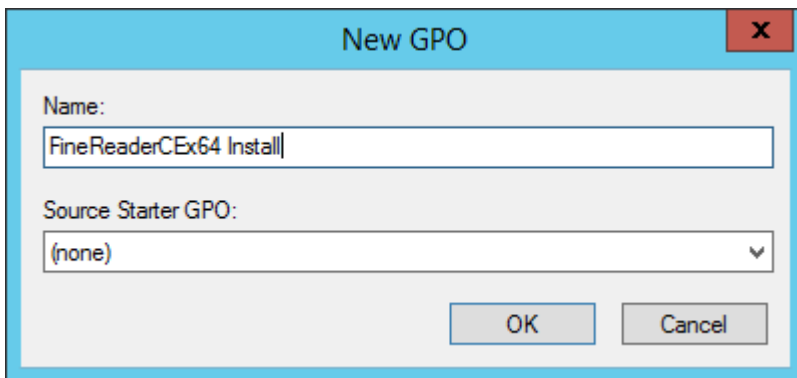 New GPO
x
Name:
FineReaderCEx64 Install
Source Starter GPO:
(none)
OK Cancel